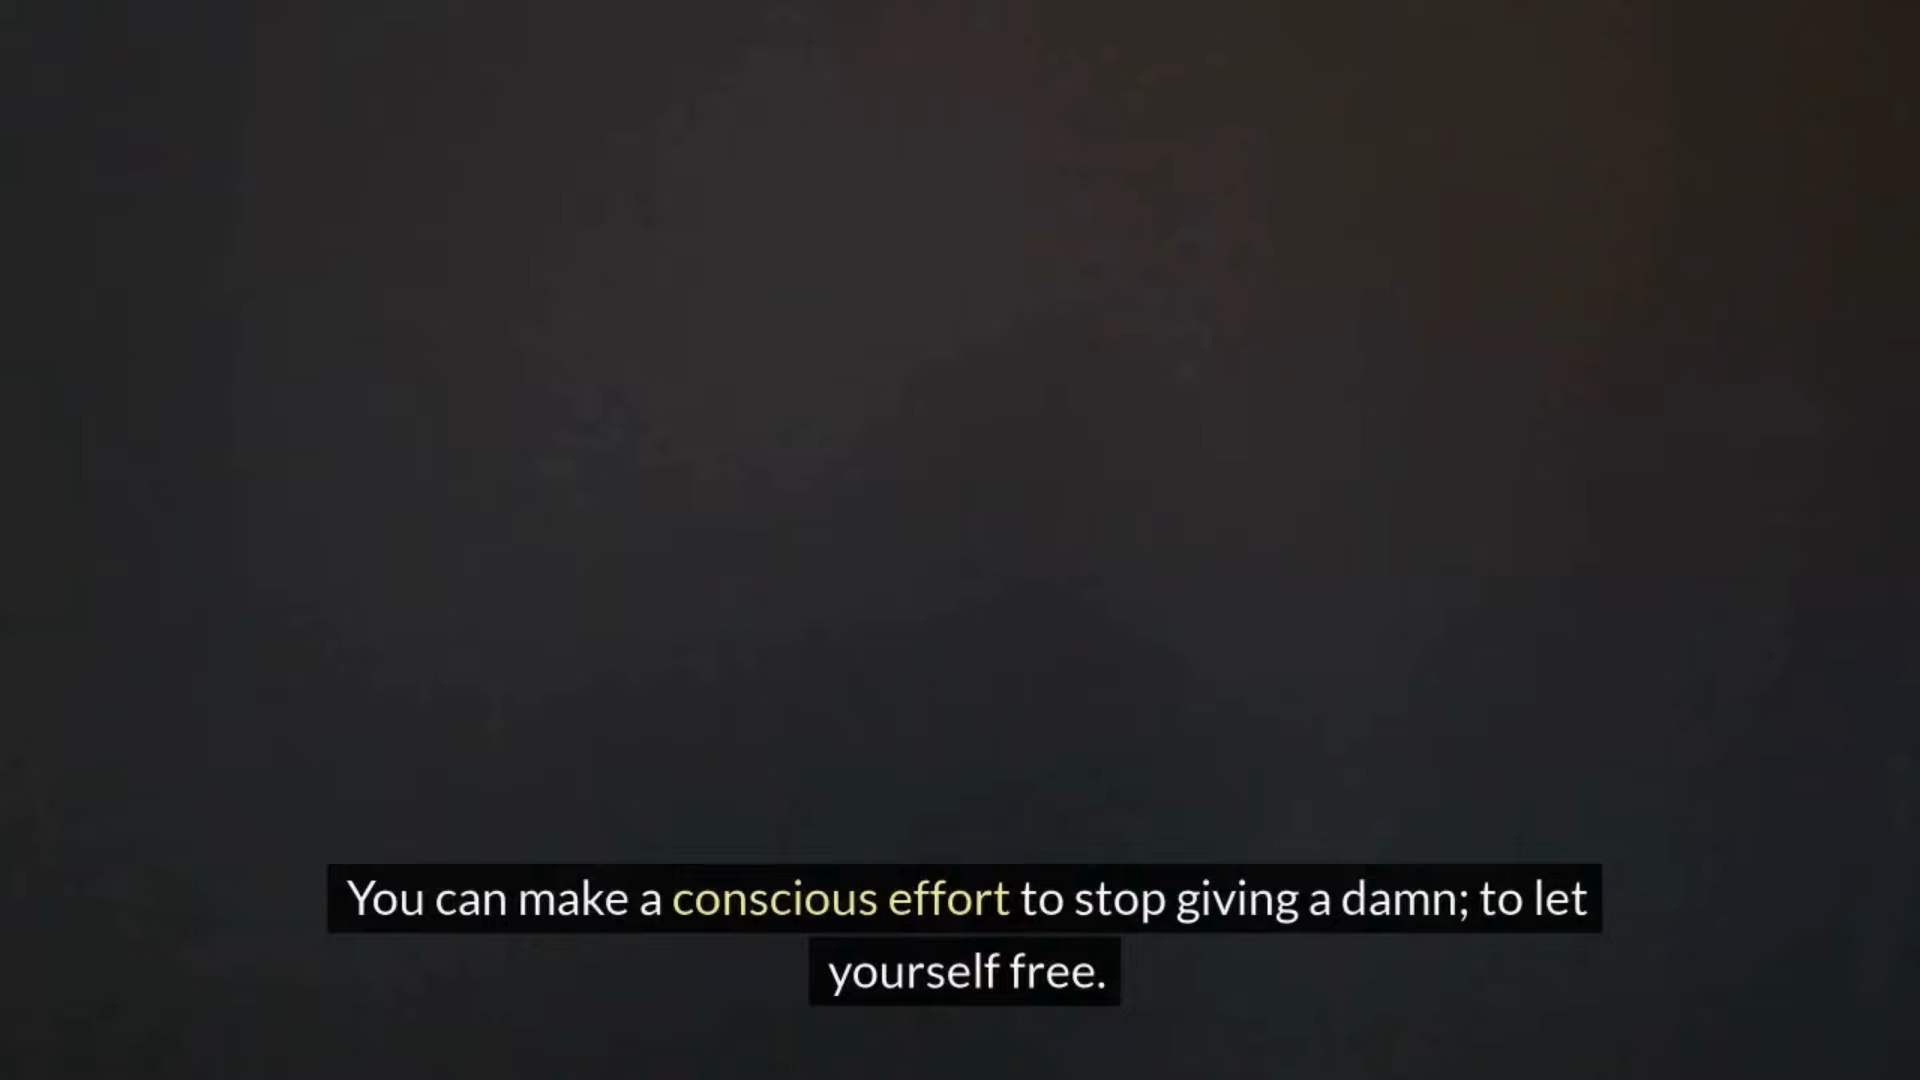 You can make a conscious effort to stop giving a damn; to let
yourself free.